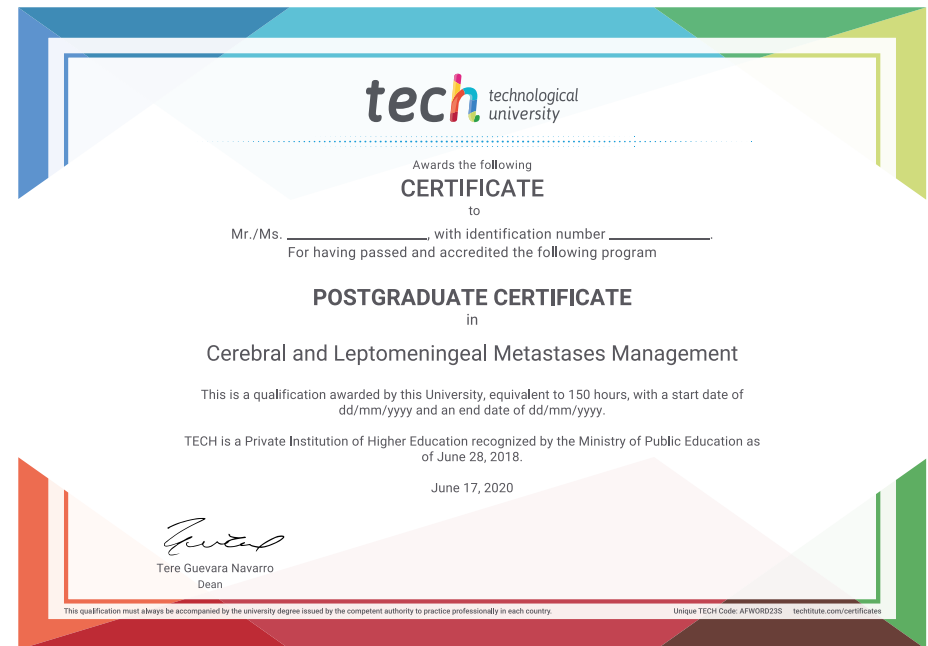 tech technological
university
Awards the following
CERTIFICATE
to
Mr./Ms. ____________________, with identification number ______________.
For having passed and accredited the following program
POSTGRADUATE CERTIFICATE
in
Cerebral and Leptomeningeal Metastases Management
This is a qualification awarded by this University, equivalent to 150 hours, with a start date of
dd/mm/yyyy and an end date of dd/mm/yyyy.
TECH is a Private Institution of Higher Education recognized by the Ministry of Public Education as
of June 28, 2018.
June 17, 2020
Tere Guevara Navarro
Dean
This qualification must always be accompanied by the university degree issued by the competent authority to practice professionally in each country.
Unique TECH Code: AFWORD23S techtitute.com/certificates